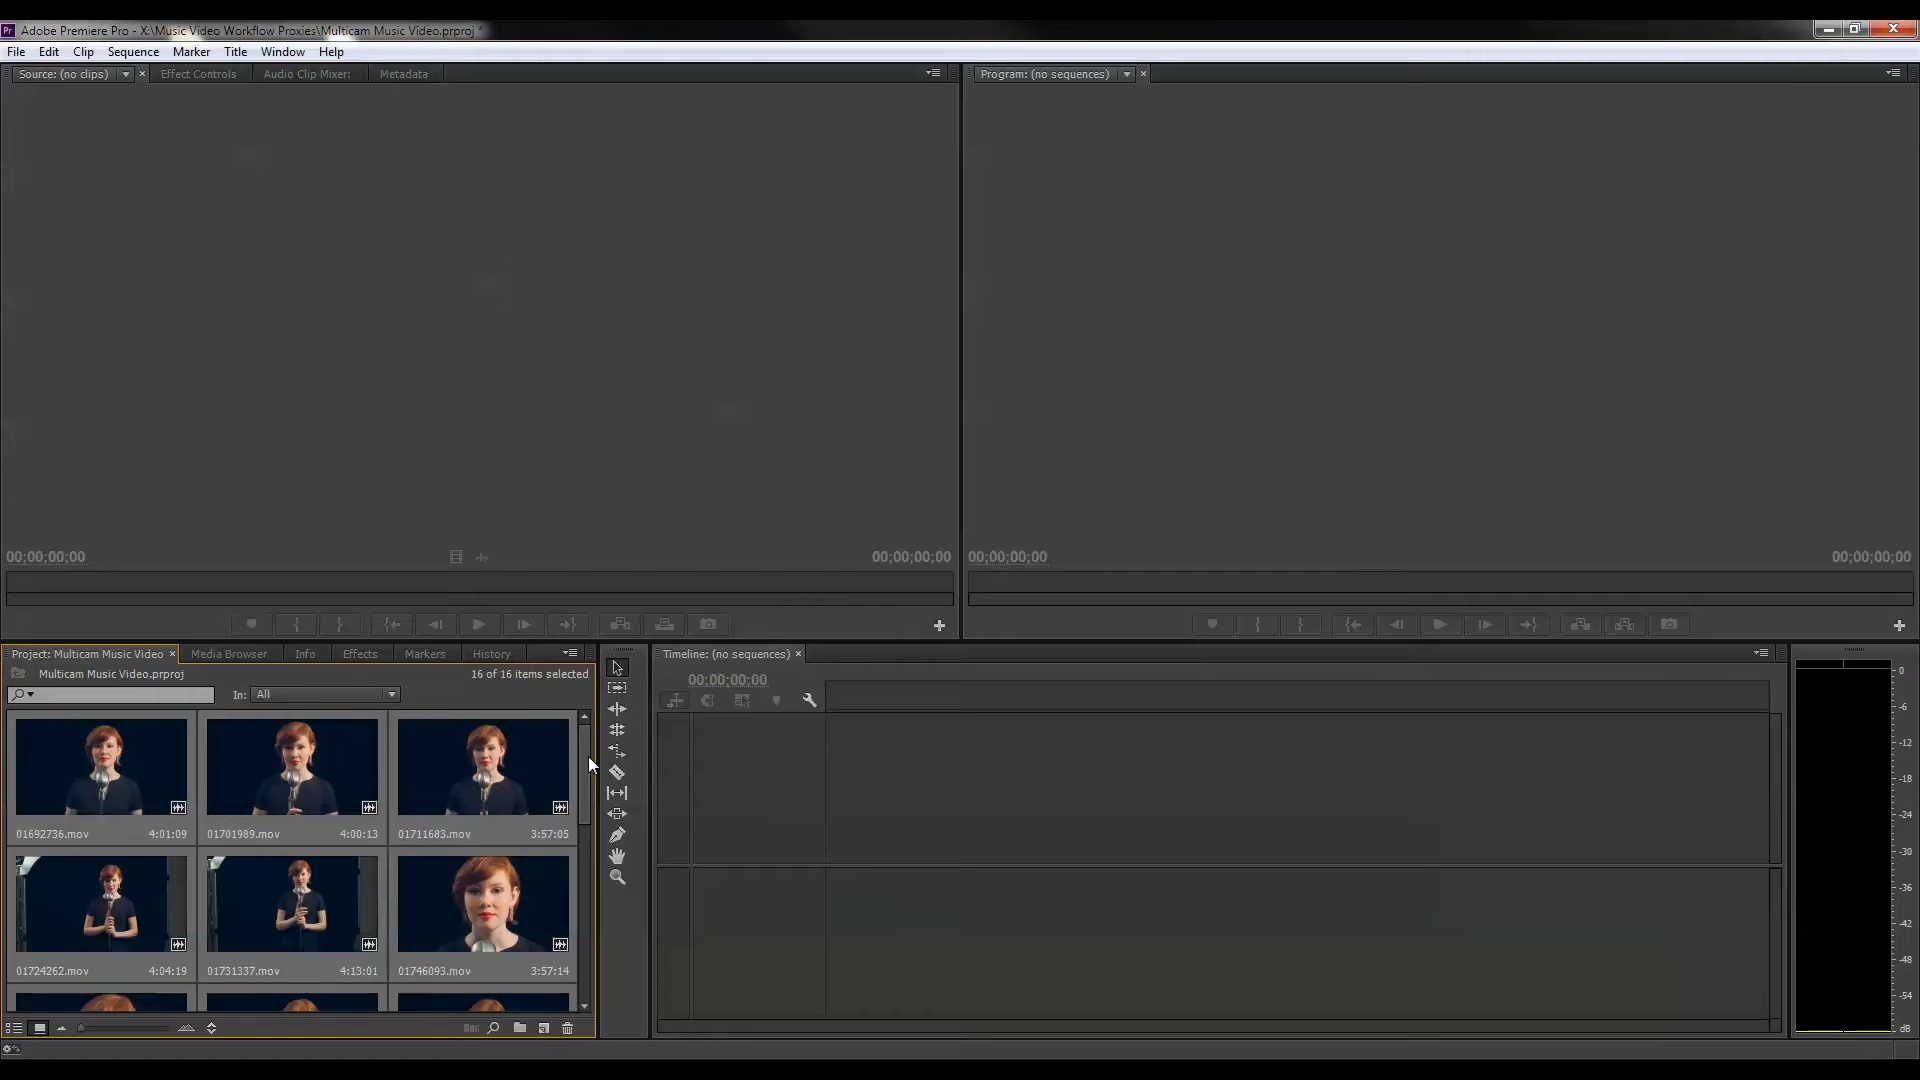 Pr Adobe Premiere Pro - X:\Music Video Workflow Proxies\Multicam Music Video.prproj *
File Edit Clip Sequence Marker Title Window Help
Source: (no clips) Effect Controls Audio Clip Mixer: Metadata
Program: (no sequences)
00;00;00;00 00;00;00;00
00;00;00;00 00;00;00;00
Project: Multicam Music Video Media Browser Info Effects Markers History
Multicam Music Video.prproj 16 of 16 items selected
In: All
01692736.mov 4:01:09 01701989.mov 4:00:13 01711683.mov 3:57:05
01724262.mov 4:04:19 01731337.mov 4:13:01 01746093.mov 3:57:14
Timeline: (no sequences)
00;00;00;00
0
-6
-12
-18
-24
-30
-36
-42
-48
-54
dB